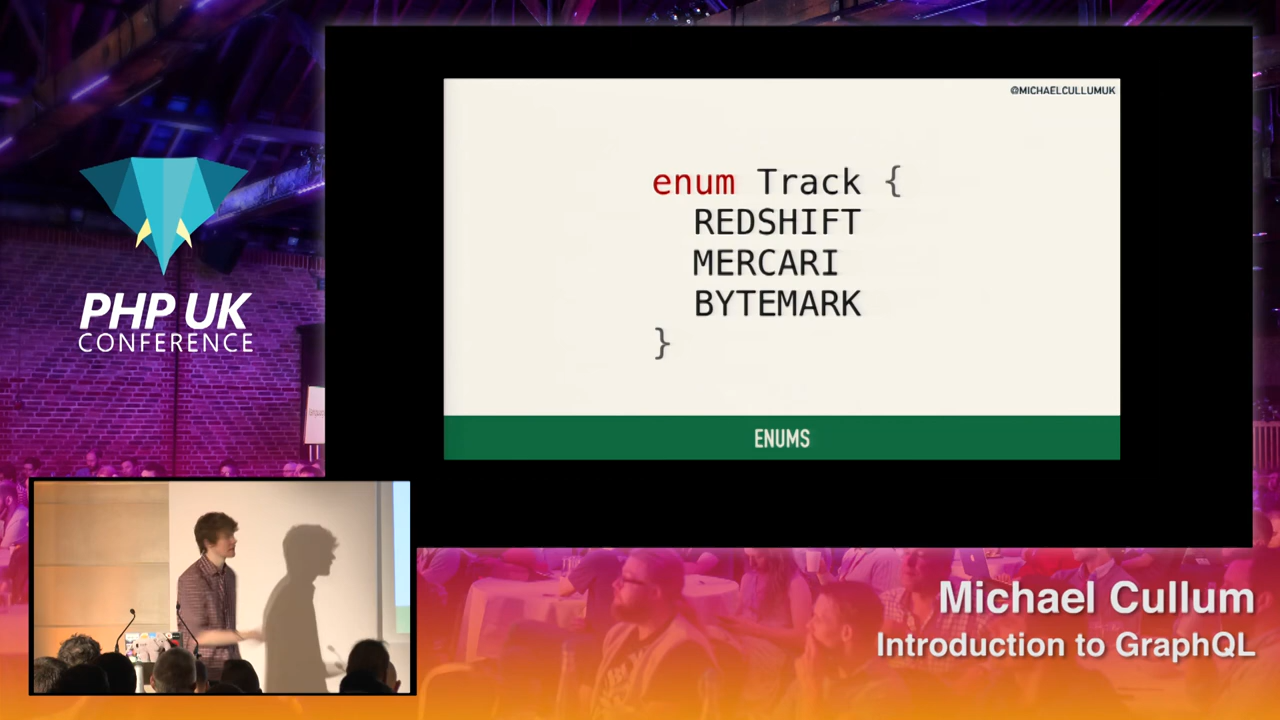 @MICHAELCULLUMUK
enum Track {
REDSHIFT
MERCARI
BYTEMARK
}
ENUMS
PHP UK
CONFERENCE
Michael Cullum
Introduction to GraphQL